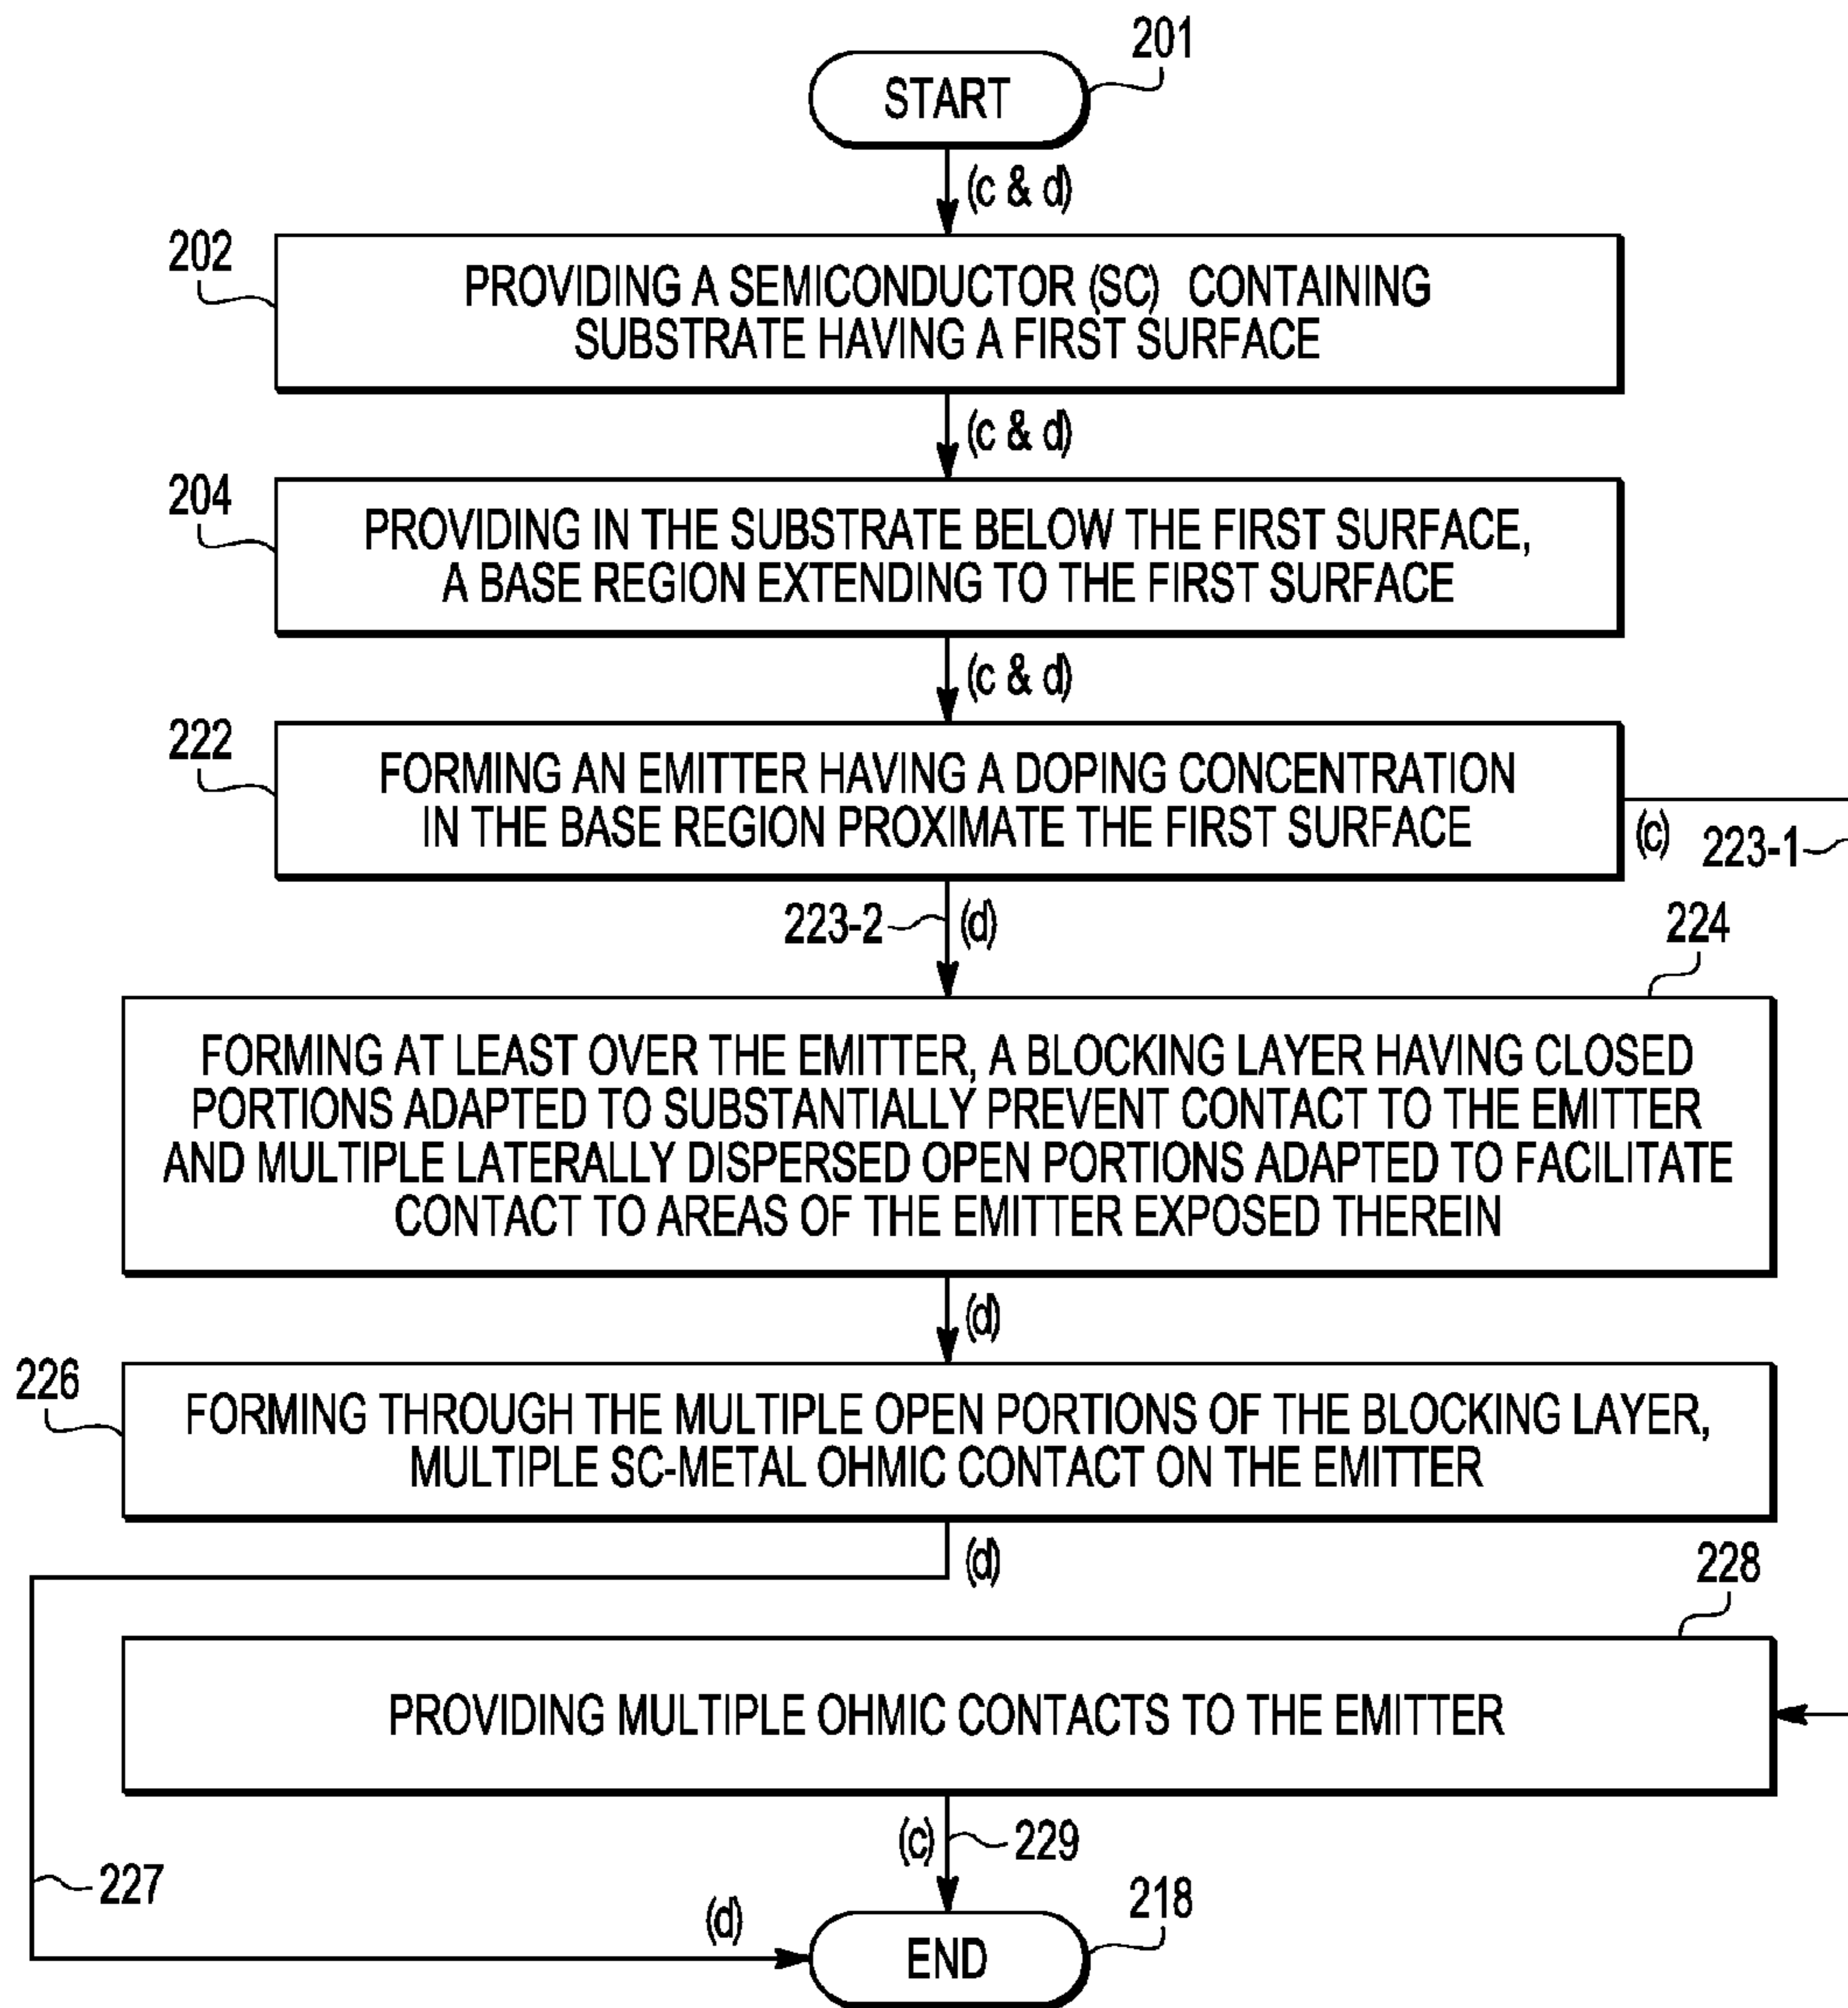 201
START
(c & d)
202
PROVIDING A SEMICONDUCTOR (SC) CONTAINING
SUBSTRATE HAVING A FIRST SURFACE
(c & d)
204
PROVIDING IN THE SUBSTRATE BELOW THE FIRST SURFACE,
A BASE REGION EXTENDING TO THE FIRST SURFACE
(c & d)
222
FORMING AN EMITTER HAVING A DOPING CONCENTRATION
IN THE BASE REGION PROXIMATE THE FIRST SURFACE
(c)
223-1
223-2
(d)
224
FORMING AT LEAST OVER THE EMITTER, A BLOCKING LAYER HAVING CLOSED
PORTIONS ADAPTED TO SUBSTANTIALLY PREVENT CONTACT TO THE EMITTER
AND MULTIPLE LATERALLY DISPERSED OPEN PORTIONS ADAPTED TO FACILITATE
CONTACT TO AREAS OF THE EMITTER EXPOSED THEREIN
(d)
226
FORMING THROUGH THE MULTIPLE OPEN PORTIONS OF THE BLOCKING LAYER,
MULTIPLE SC-METAL OHMIC CONTACT ON THE EMITTER
(d)
228
PROVIDING MULTIPLE OHMIC CONTACTS TO THE EMITTER
(c)
229
227
(d)
218
END